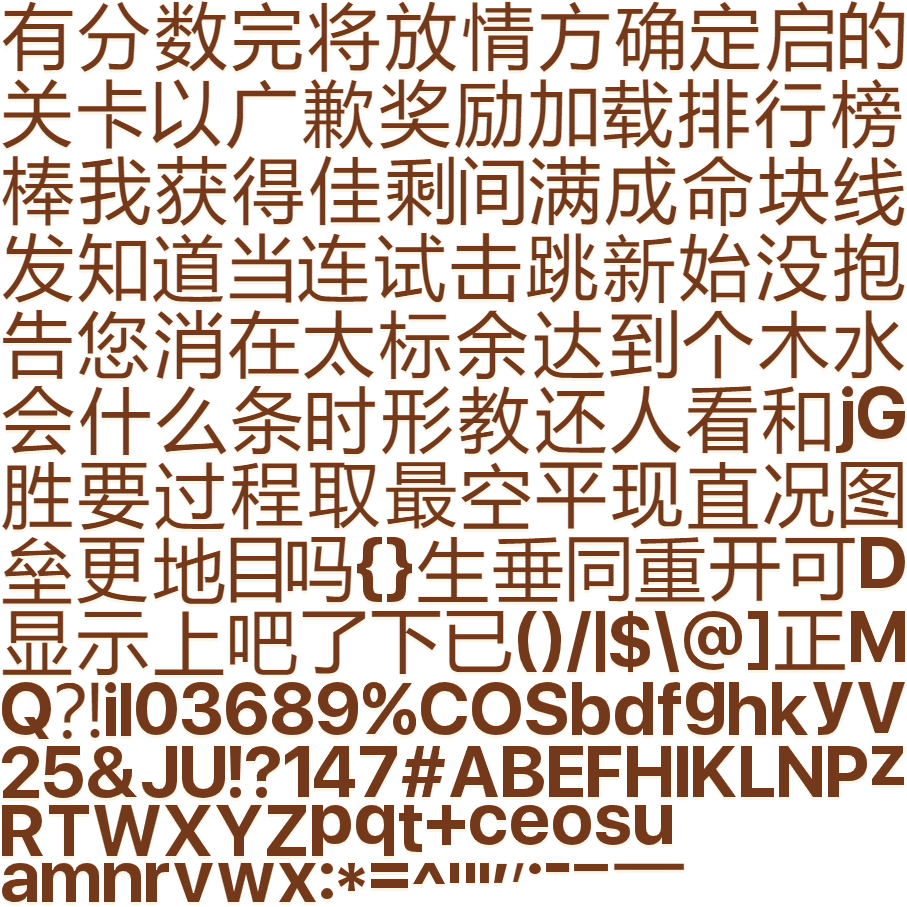 有分数完将放情方确定启的
关卡以广歉奖励加载排行榜
棒我获得佳剩间满成命块线
发知道当连试击跳新始没抱
告您消在太标余达到个木水
会什么条时形教还人看和jG
胜要过程取最空平现直况图
垒更地目吗{}生垂同重开可D
显示上吧了下已()/|$\@]正M
Q？！il03689%COSbdfghkyV
25&JU!?147#ABEFHIKLNPz
RTWXYZpqt+ceosu
amnrvwx:*=^